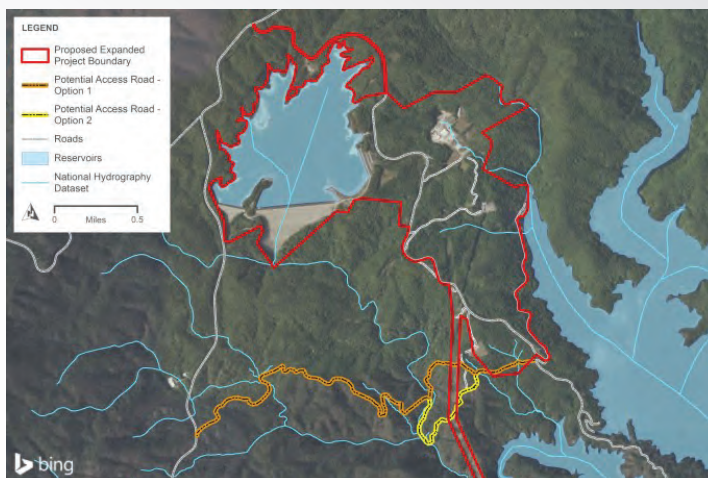 LEGEND
Proposed Expanded
Project Boundary
Potential Access Road -
Option 1
Potential Access Road -
Option 2
Roads
Reservoirs
National Hydrography
Dataset
0 0.5
Miles
bing